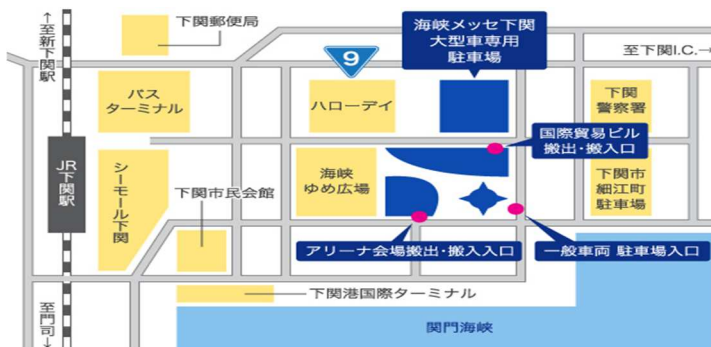 ↑至新下関駅
下関郵便局
9
海峡メッセ下関
大型車専用
駐車場
至下関I.C.→
バス
ターミナル
ハローデイ
下関
警察署
国際貿易ビル
搬出・搬入口
JR
下関駅
シーモール下関
下関市民会館
海峡
ゆめ広場
下関市
細江町
駐車場
アリーナ会場搬出・搬入入口
一般車両 駐車場入口
下関港国際ターミナル
至門司↓
関門海峡